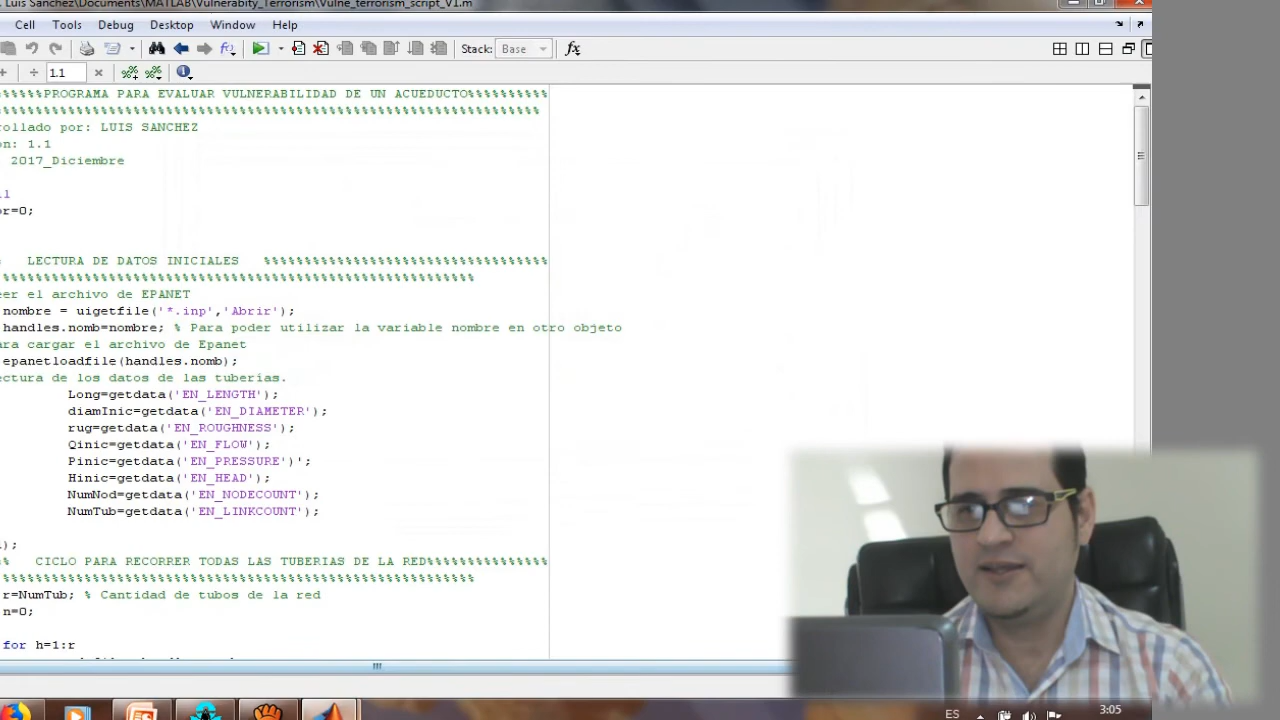 Luis Sanchez\Documents\MATLAB\Vulnerabity_Terrorism\Vulne_terrorism_script_V1.m
Cell Tools Debug Desktop Window Help
Stack: Base fx
÷ 1.1 ×
%%%%%%PROGRAMA PARA EVALUAR VULNERABILIDAD DE UN ACUEDUCTO%%%%%%%%%%
%%%%%%%%%%%%%%%%%%%%%%%%%%%%%%%%%%%%%%%%%%%%%%%%%%%%%%%%%%%%%%%%%%
rollado por: LUIS SANCHEZ
on: 1.1
2017_Diciembre
ll
or=0;
% LECTURA DE DATOS INICIALES %%%%%%%%%%%%%%%%%%%%%%%%%%%%%%%%%%%
%%%%%%%%%%%%%%%%%%%%%%%%%%%%%%%%%%%%%%%%%%%%%%%%%%%%%%%%%%
eer el archivo de EPANET
nombre = uigetfile('*.inp','Abrir');
handles.nomb=nombre; % Para poder utilizar la variable nombre en otro objeto
ara cargar el archivo de Epanet
epanetloadfile(handles.nomb);
ectura de los datos de las tuberias.
Long=getdata('EN_LENGTH');
diamInic=getdata('EN_DIAMETER');
rug=getdata('EN_ROUGHNESS');
Qinic=getdata('EN_FLOW');
Pinic=getdata('EN_PRESSURE')';
Hinic=getdata('EN_HEAD');
NumNod=getdata('EN_NODECOUNT');
NumTub=getdata('EN_LINKCOUNT');
);
% CICLO PARA RECORRER TODAS LAS TUBERIAS DE LA RED%%%%%%%%%%%%%%%
%%%%%%%%%%%%%%%%%%%%%%%%%%%%%%%%%%%%%%%%%%%%%%%%%%%%%%%%%%
r=NumTub; % Cantidad de tubos de la red
n=0;
for h=1:r
ES 3:05